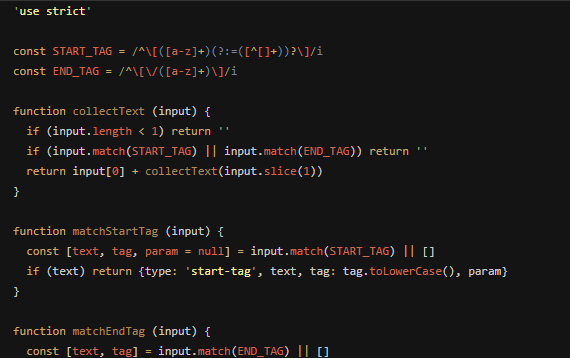 'use strict'

const START_TAG = /^\[([a-z]+)(?:=([^[]+))?\]/i
const END_TAG = /^\[\/([a-z]+)\]/i

function collectText (input) {
  if (input.length < 1) return ''
  if (input.match(START_TAG) || input.match(END_TAG)) return ''
  return input[0] + collectText(input.slice(1))
}

function matchStartTag (input) {
  const [text, tag, param = null] = input.match(START_TAG) || []
  if (text) return {type: 'start-tag', text, tag: tag.toLowerCase(), param}
}

function matchEndTag (input) {
  const [text, tag] = input.match(END_TAG) || []